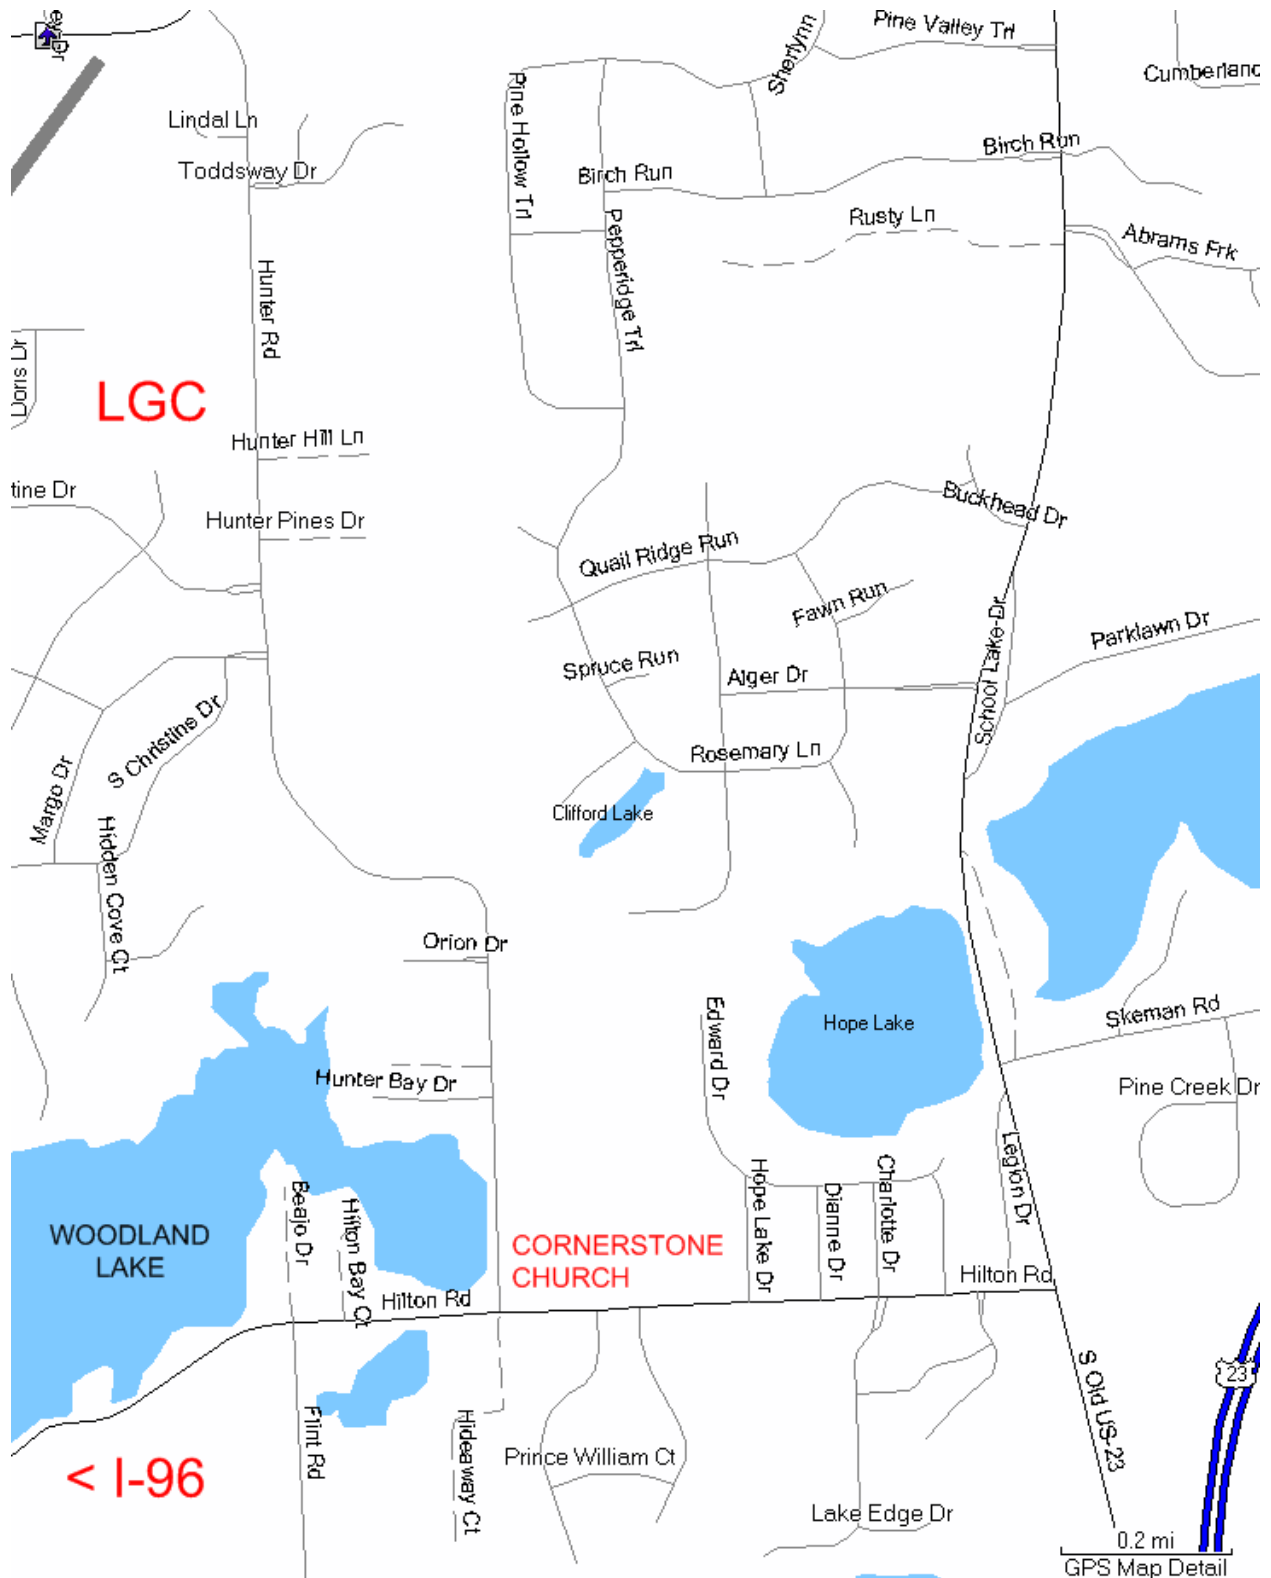 Pine Valley Trl
Sherlynn
Cumberland
Lindal Ln
Pine Hollow Trl
Birch Run
Toddsway Dr
Birch Run
Rusty Ln
Pepperidge Trl
Abrams Frk
Hunter Rd
Doris Dr
LGC
Hunter Hill Ln
tine Dr
Buckhead Dr
Hunter Pines Dr
Quail Ridge Run
Fawn Run
School Lake Dr
Parklawn Dr
Spruce Run
Alger Dr
S Christine Dr
Rosemary Ln
Margo Dr
Clifford Lake
Hidden Cove Ct
Orion Dr
Edward Dr
Hope Lake
Skeman Rd
Hunter Bay Dr
Pine Creek Dr
Legion Dr
Hope Lake Dr
Dianne Dr
Charlotte Dr
Beajo Dr
Hilton Bay Ct
WOODLAND
LAKE
CORNERSTONE
CHURCH
Hilton Rd
Hilton Rd
S Old US-23
23
Flint Rd
Hideaway Ct
Prince William Ct
< I-96
Lake Edge Dr
0.2 mi
GPS Map Detail